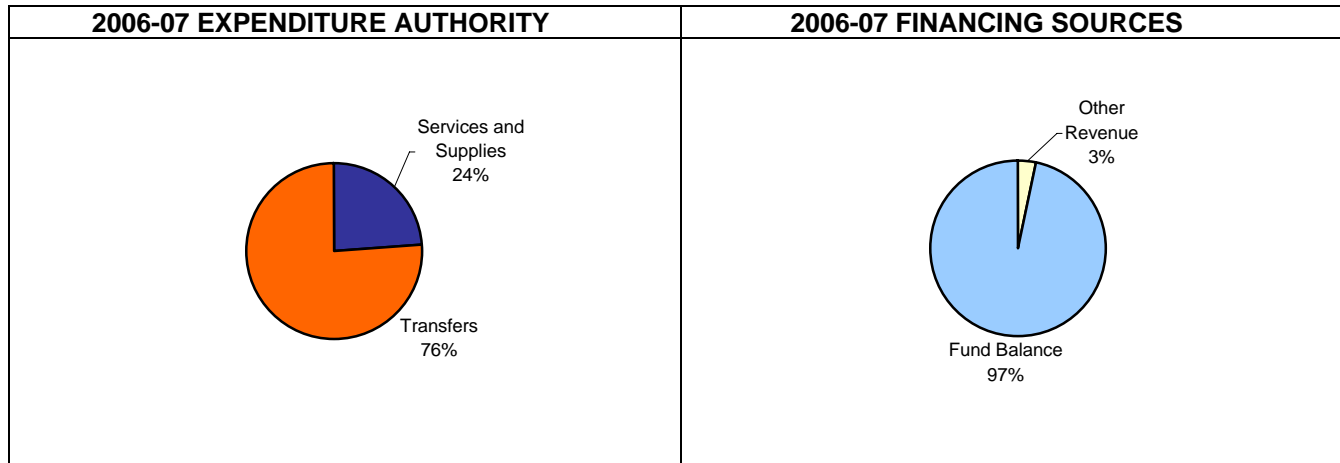 2006-07 EXPENDITURE AUTHORITY
Services and
Supplies
24%
Transfers
76%
2006-07 FINANCING SOURCES
Other
Revenue
3%
Fund Balance
97%